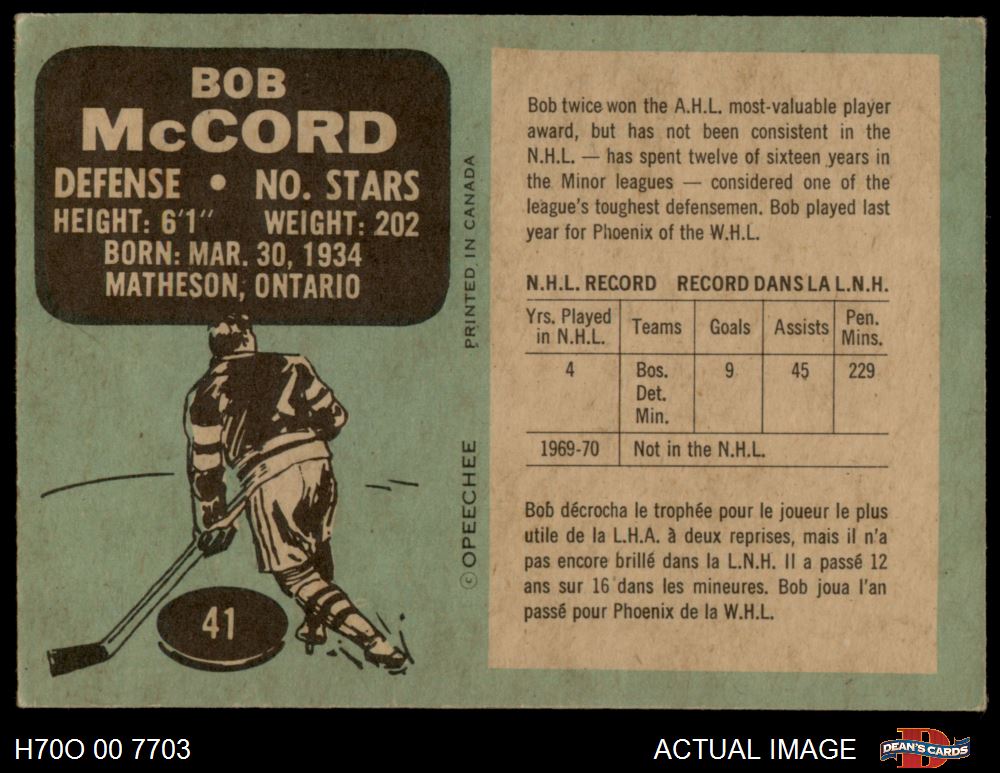 BOB
McCORD
DEFENSE • NO. STARS
HEIGHT: 6'1" WEIGHT: 202
BORN: MAR. 30, 1934
MATHESON, ONTARIO
41
© OPEECHEE PRINTED IN CANADA
Bob twice won the A.H.L. most-valuable player
award, but has not been consistent in the
N.H.L. — has spent twelve of sixteen years in
the Minor leagues — considered one of the
league's toughest defensemen. Bob played last
year for Phoenix of the W.H.L.
N.H.L. RECORD RECORD DANS LA L.N.H.
Yrs. Played in N.H.L. Teams Goals Assists Pen. Mins.
4 Bos. 9 45 229
Det.
Min.
1969-70 Not in the N.H.L.
Bob décrocha le trophée pour le joueur le plus
utile de la L.H.A. à deux reprises, mais il n'a
pas encore brillé dans la L.N.H. Il a passé 12
ans sur 16 dans les mineures. Bob joua l'an
passé pour Phoenix de la W.H.L.
H70O 00 7703 ACTUAL IMAGE D DEAN'S CARDS